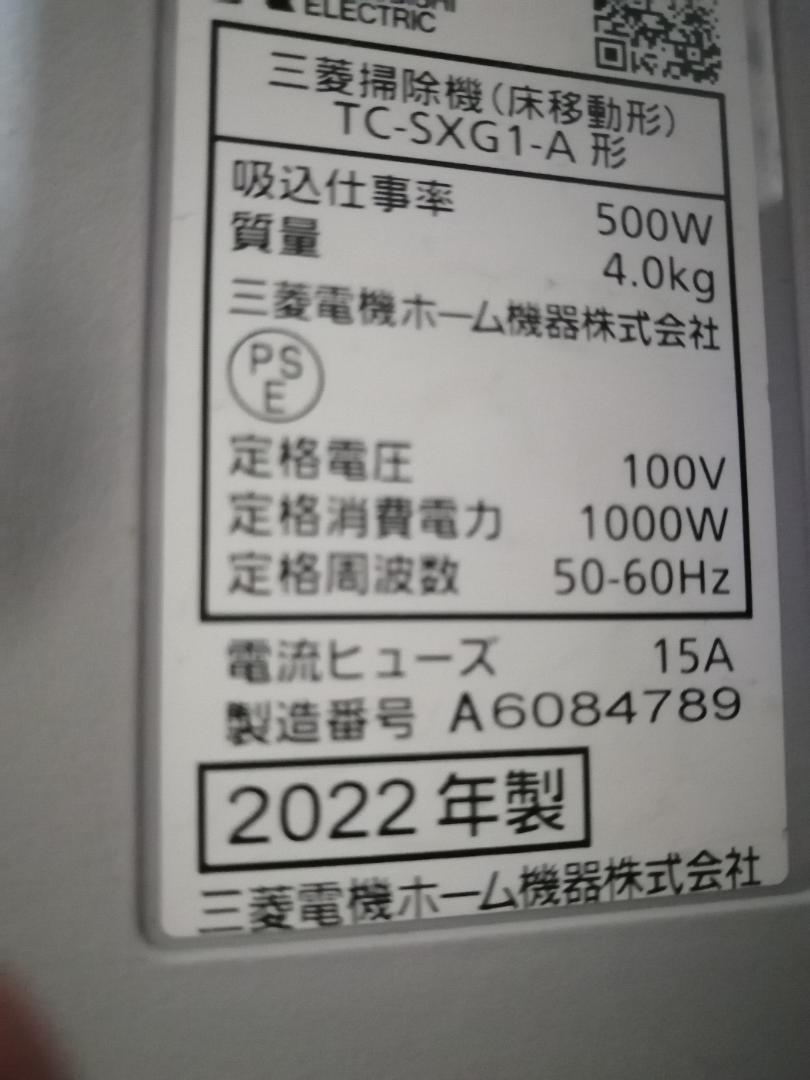 ELECTRIC
三菱掃除機(床移動形)
TC-SXG1-A 形
吸込仕事率 500W
質量 4.0kg
三菱電機ホーム機器株式会社
PS
E
定格電圧 100V
定格消費電力 1000W
定格周波数 50-60Hz
電流ヒューズ 15A
製造番号 A6084789
2022年製
三菱電機ホーム機器株式会社